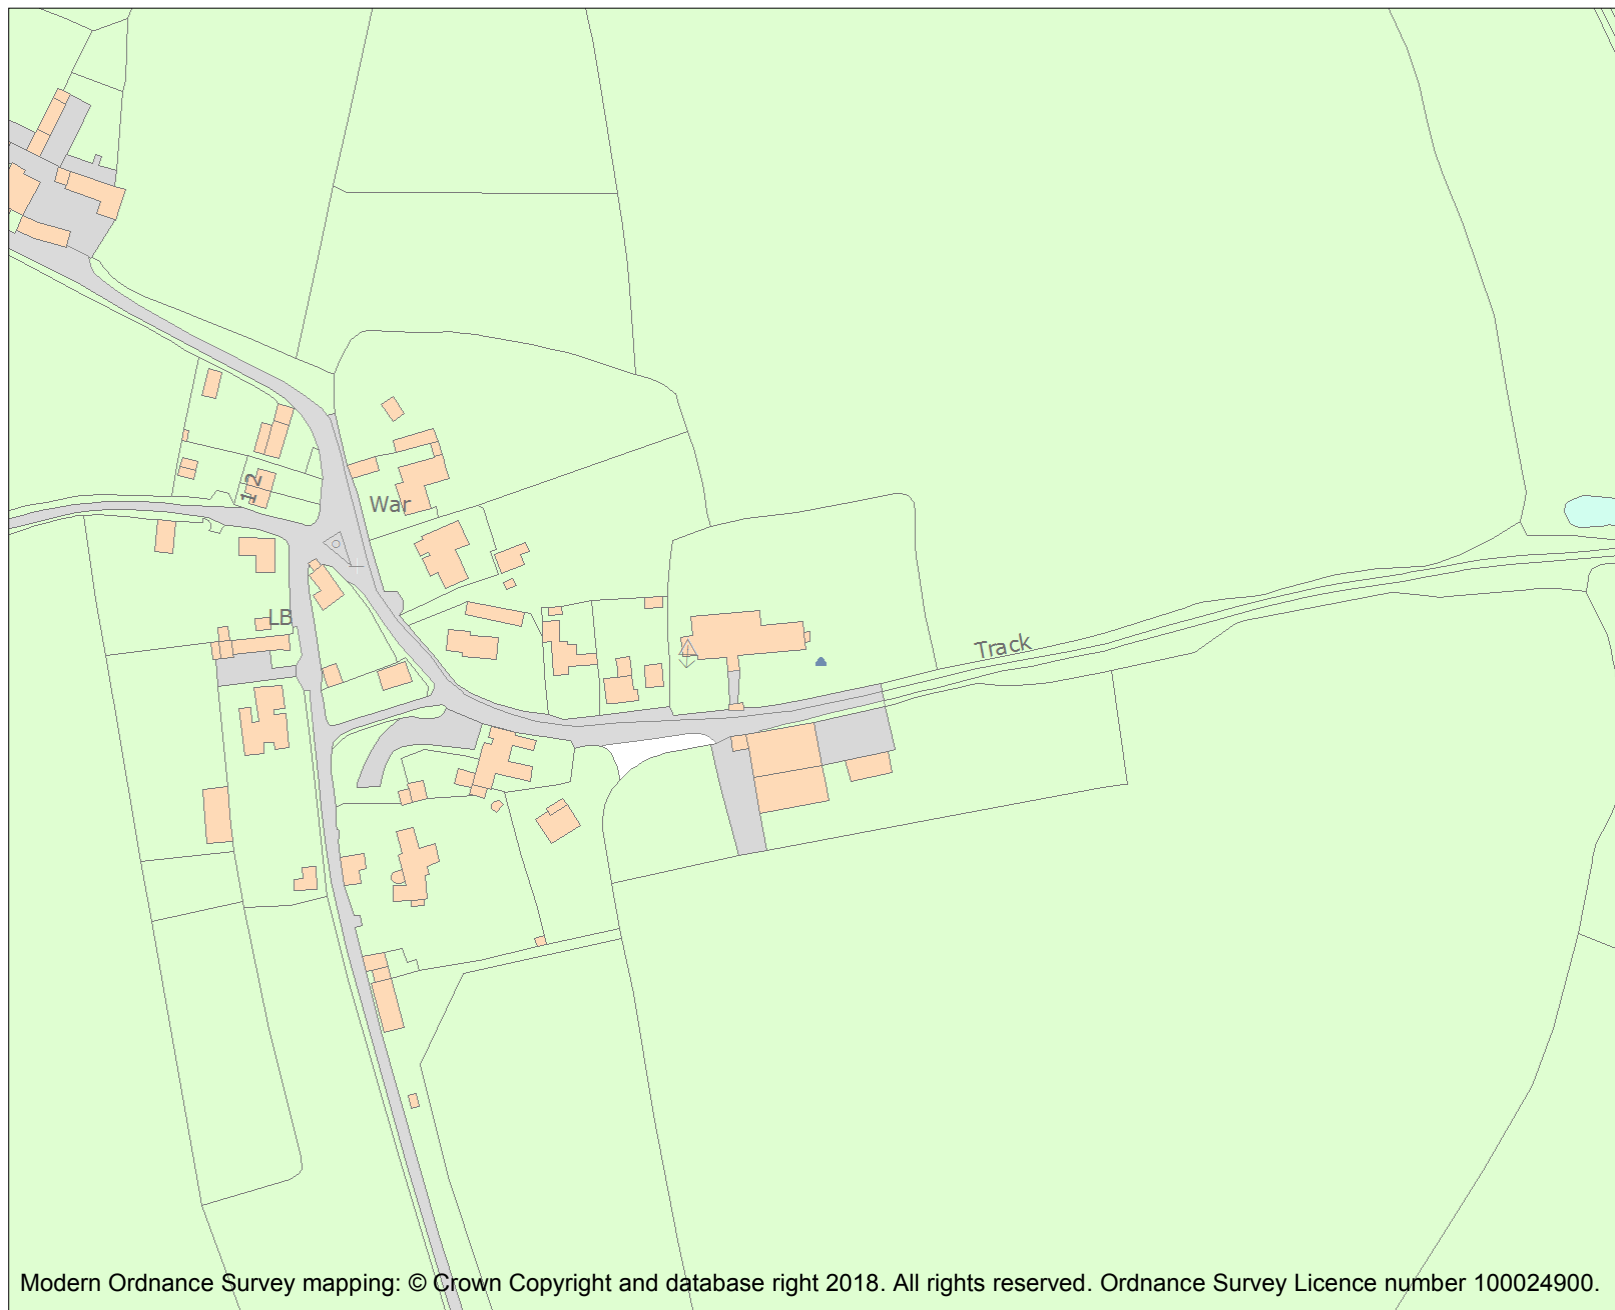 12
War
LB
Track
Modern Ordnance Survey mapping: © Crown Copyright and database right 2018. All rights reserved. Ordnance Survey Licence number 100024900.